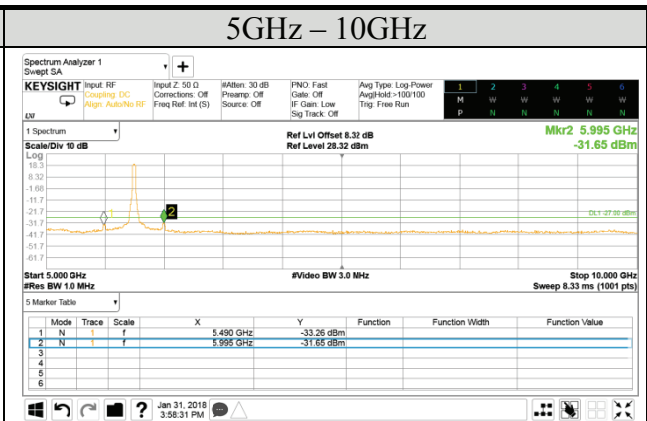 5GHz – 10GHz
Spectrum Analyzer 1
Swept SA
+
KEYSIGHT
LXI
Input: RF
Coupling: DC
Align: Auto/No RF
Input Z: 50 Ω
Corrections: Off
Freq Ref: Int (S)
#Atten: 30 dB
Preamp: Off
Source: Off
PNO: Fast
Gate: Off
IF Gain: Low
Sig Track: Off
Avg Type: Log-Power
Avg|Hold:>100/100
Trig: Free Run
1 2 3 4 5 6
M W W W W W
P N N N N N
1 Spectrum
Scale/Div 10 dB
Ref Lvl Offset 8.32 dB
Ref Level 28.32 dBm
Mkr2 5.995 GHz
-31.65 dBm
Log
18.3
8.32
-1.68
-11.7
-21.7
-31.7
-41.7
-51.7
-61.7
1
2
DL1 -27.00 dBm
Start 5.000 GHz
#Video BW 3.0 MHz
Stop 10.000 GHz
#Res BW 1.0 MHz
Sweep 8.33 ms (1001 pts)
5 Marker Table
Mode Trace Scale X Y Function Function Width Function Value
1 N 1 f 5.490 GHz -33.26 dBm
2 N 1 f 5.995 GHz -31.65 dBm
3
4
5
6
?
Jan 31, 2018
3:58:31 PM